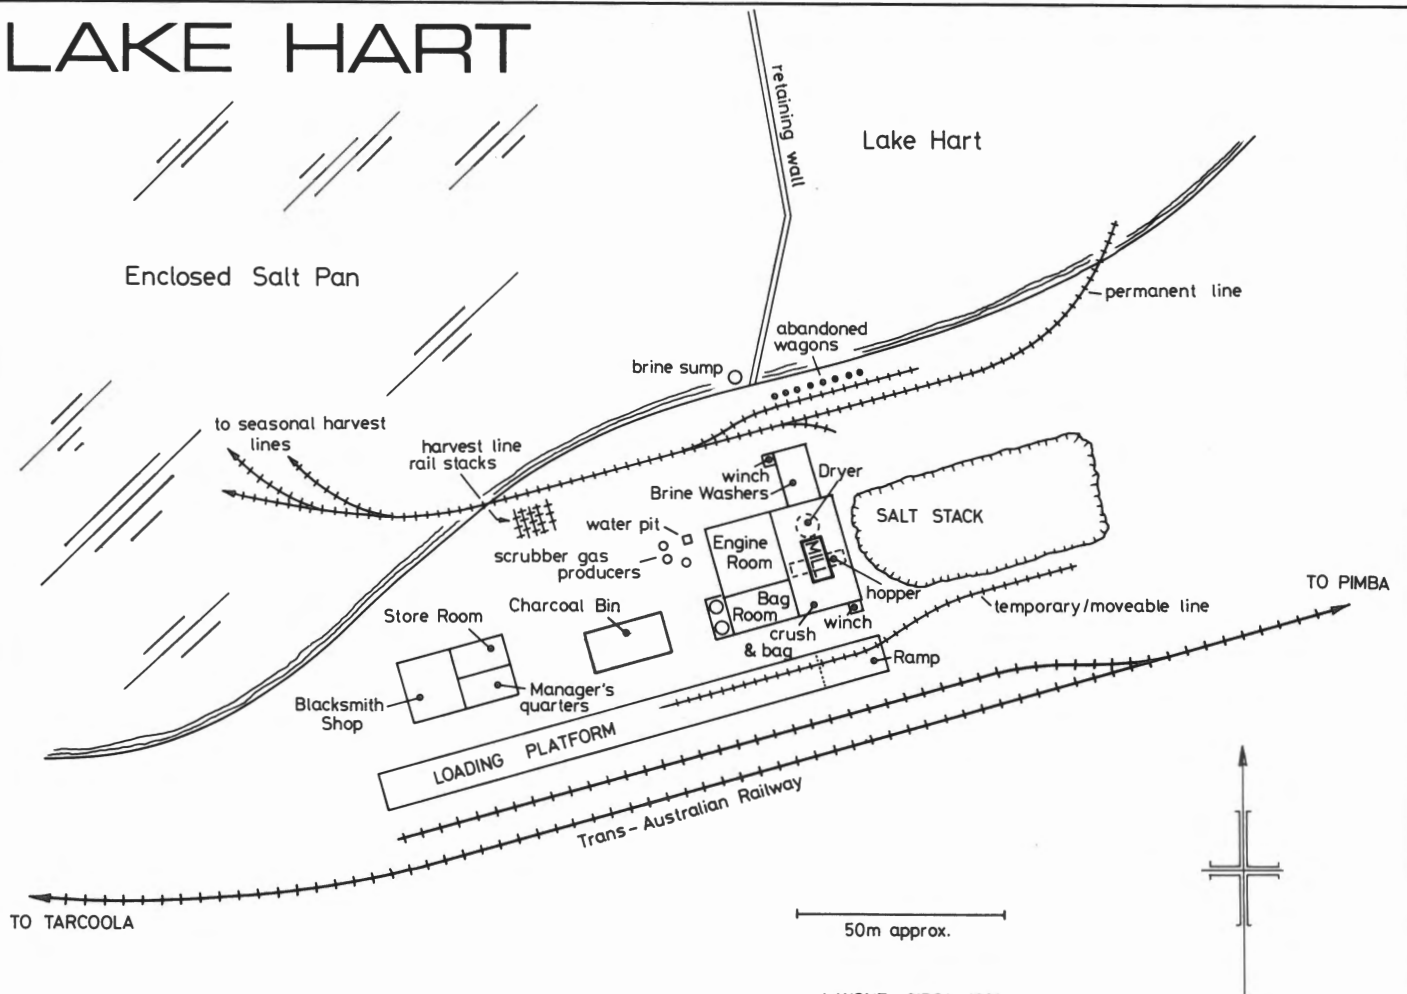 LAKE HART
retaining wall
Lake Hart
Enclosed Salt Pan
permanent line
abandoned
wagons
brine sump
to seasonal harvest
lines
harvest line
rail stacks
winch
Brine Washers
Dryer
SALT STACK
water pit
scrubber gas
producers
Engine
Room
MILL
hopper
Bag
Room
crush
& bag
winch
temporary/moveable line
TO PIMBA
Charcoal Bin
Store Room
Ramp
Manager's
quarters
Blacksmith
Shop
LOADING PLATFORM
Trans-Australian Railway
TO TARCOOLA
50m approx.